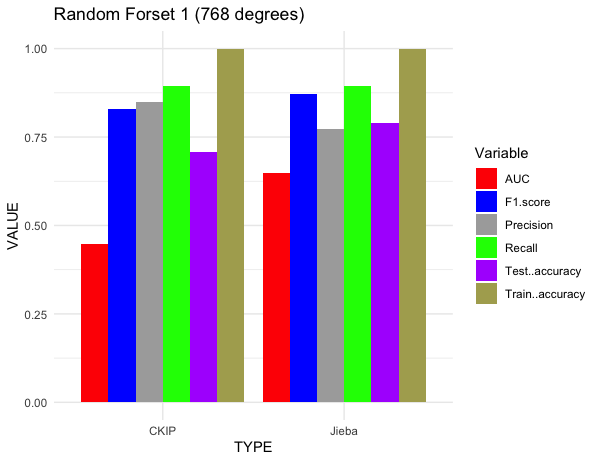 Random Forset 1 (768 degrees)
VALUE
1.00
0.75
0.50
0.25
0.00
CKIP
Jieba
TYPE
Variable
AUC
F1.score
Precision
Recall
Test..accuracy
Train..accuracy